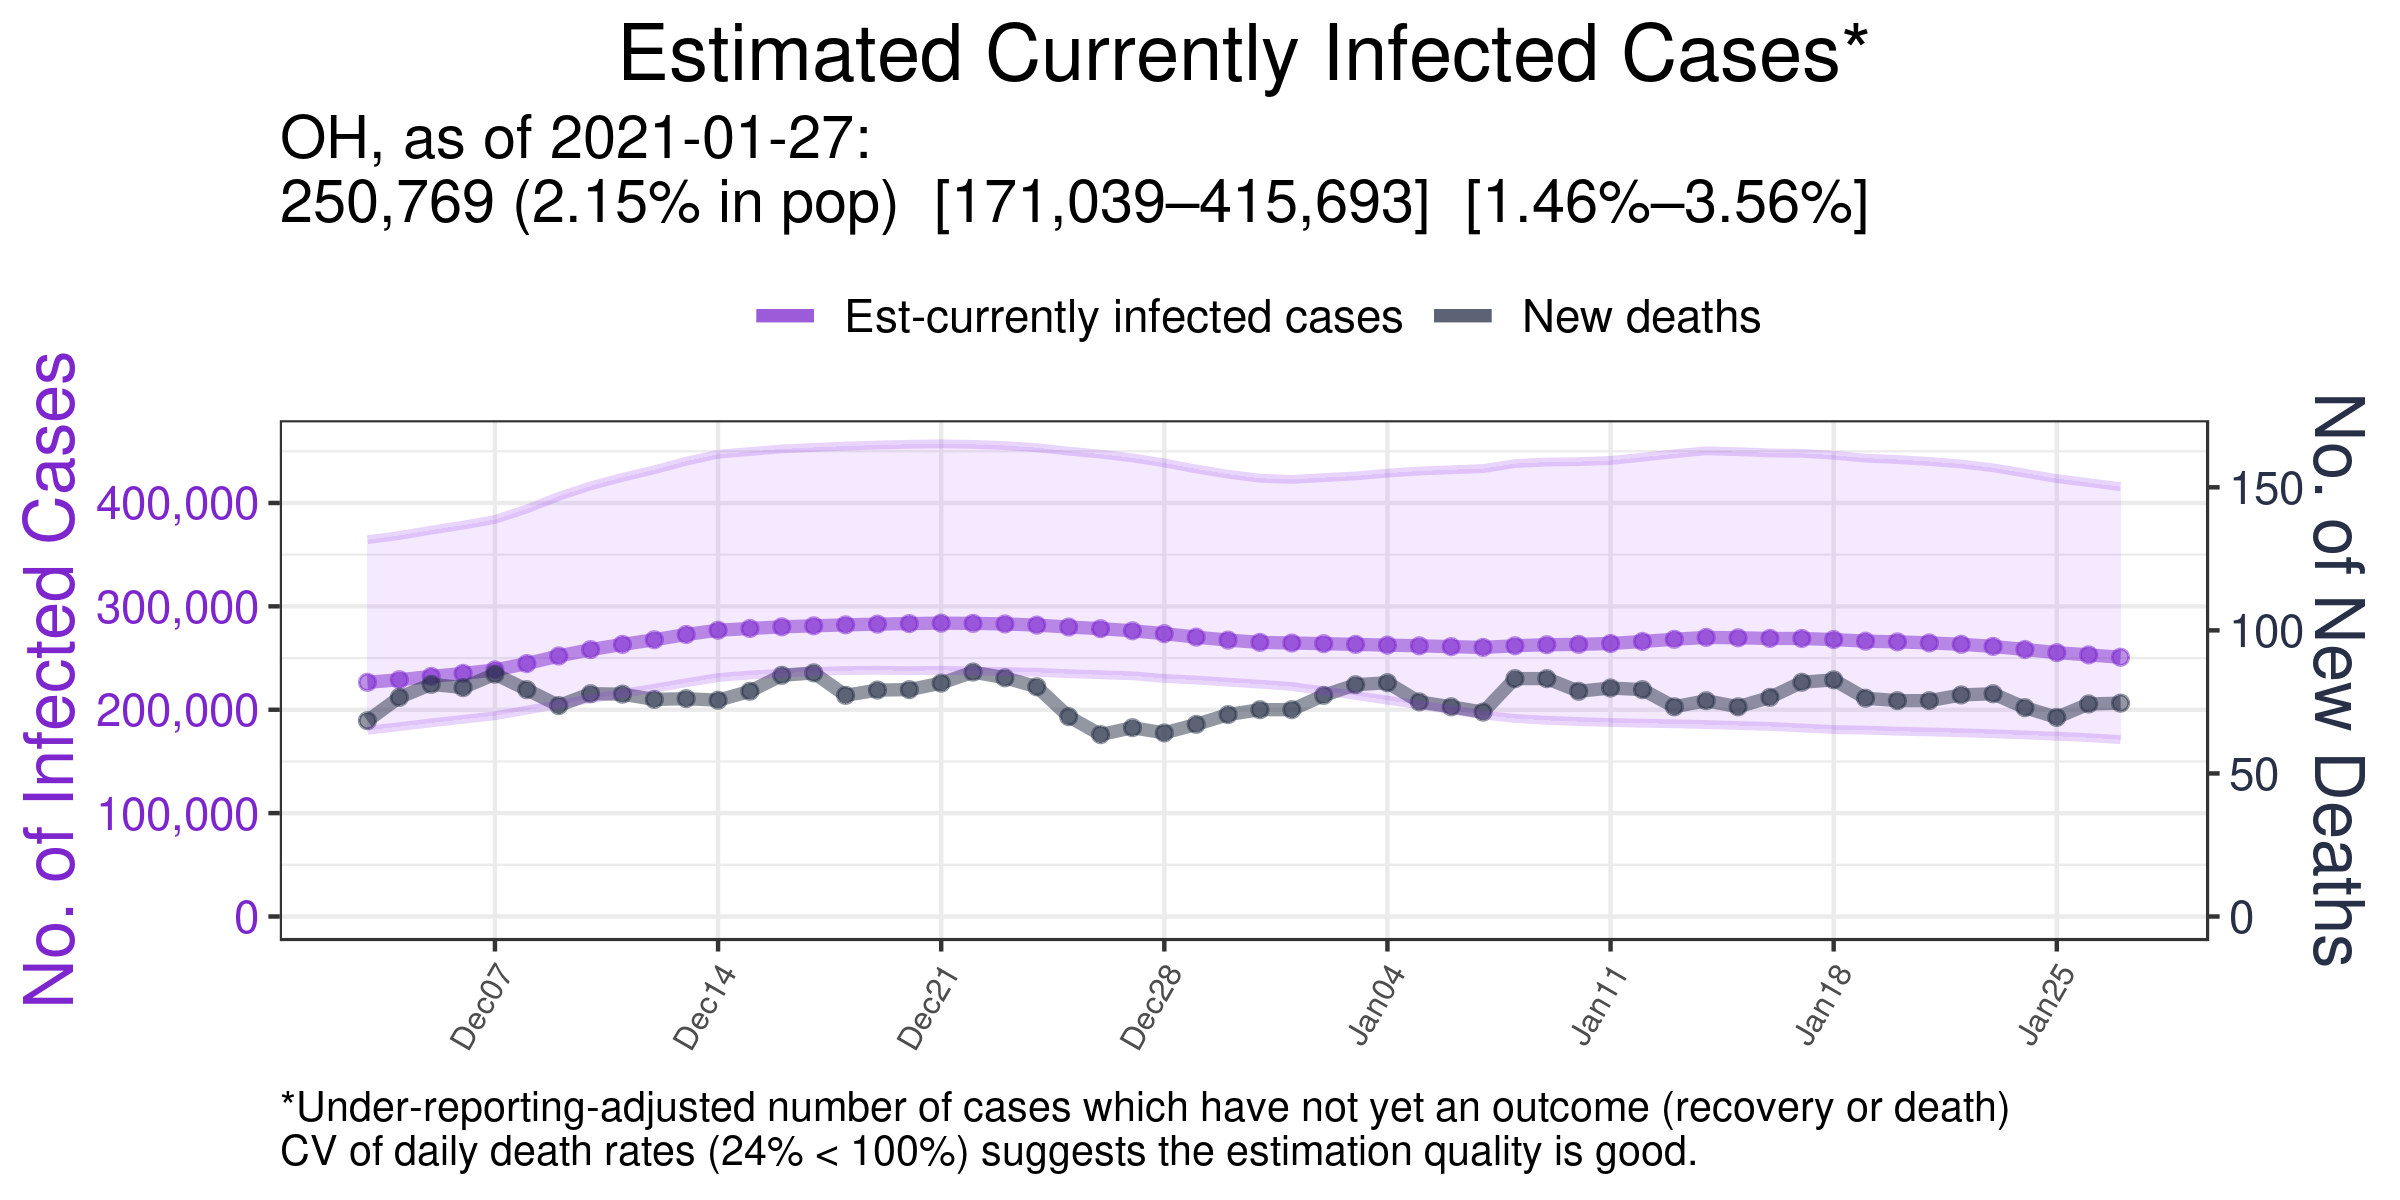 Estimated Currently Infected Cases*
OH, as of 2021-01-27:
250,769 (2.15% in pop)  [171,039–415,693]  [1.46%–3.56%]
Est-currently infected cases
New deaths
No. of Infected Cases
400,000
300,000
200,000
100,000
0
150
100
50
0
No. of New Deaths
Dec07
Dec14
Dec21
Dec28
Jan04
Jan11
Jan18
Jan25
*Under-reporting-adjusted number of cases which have not yet an outcome (recovery or death)
CV of daily death rates (24% < 100%) suggests the estimation quality is good.